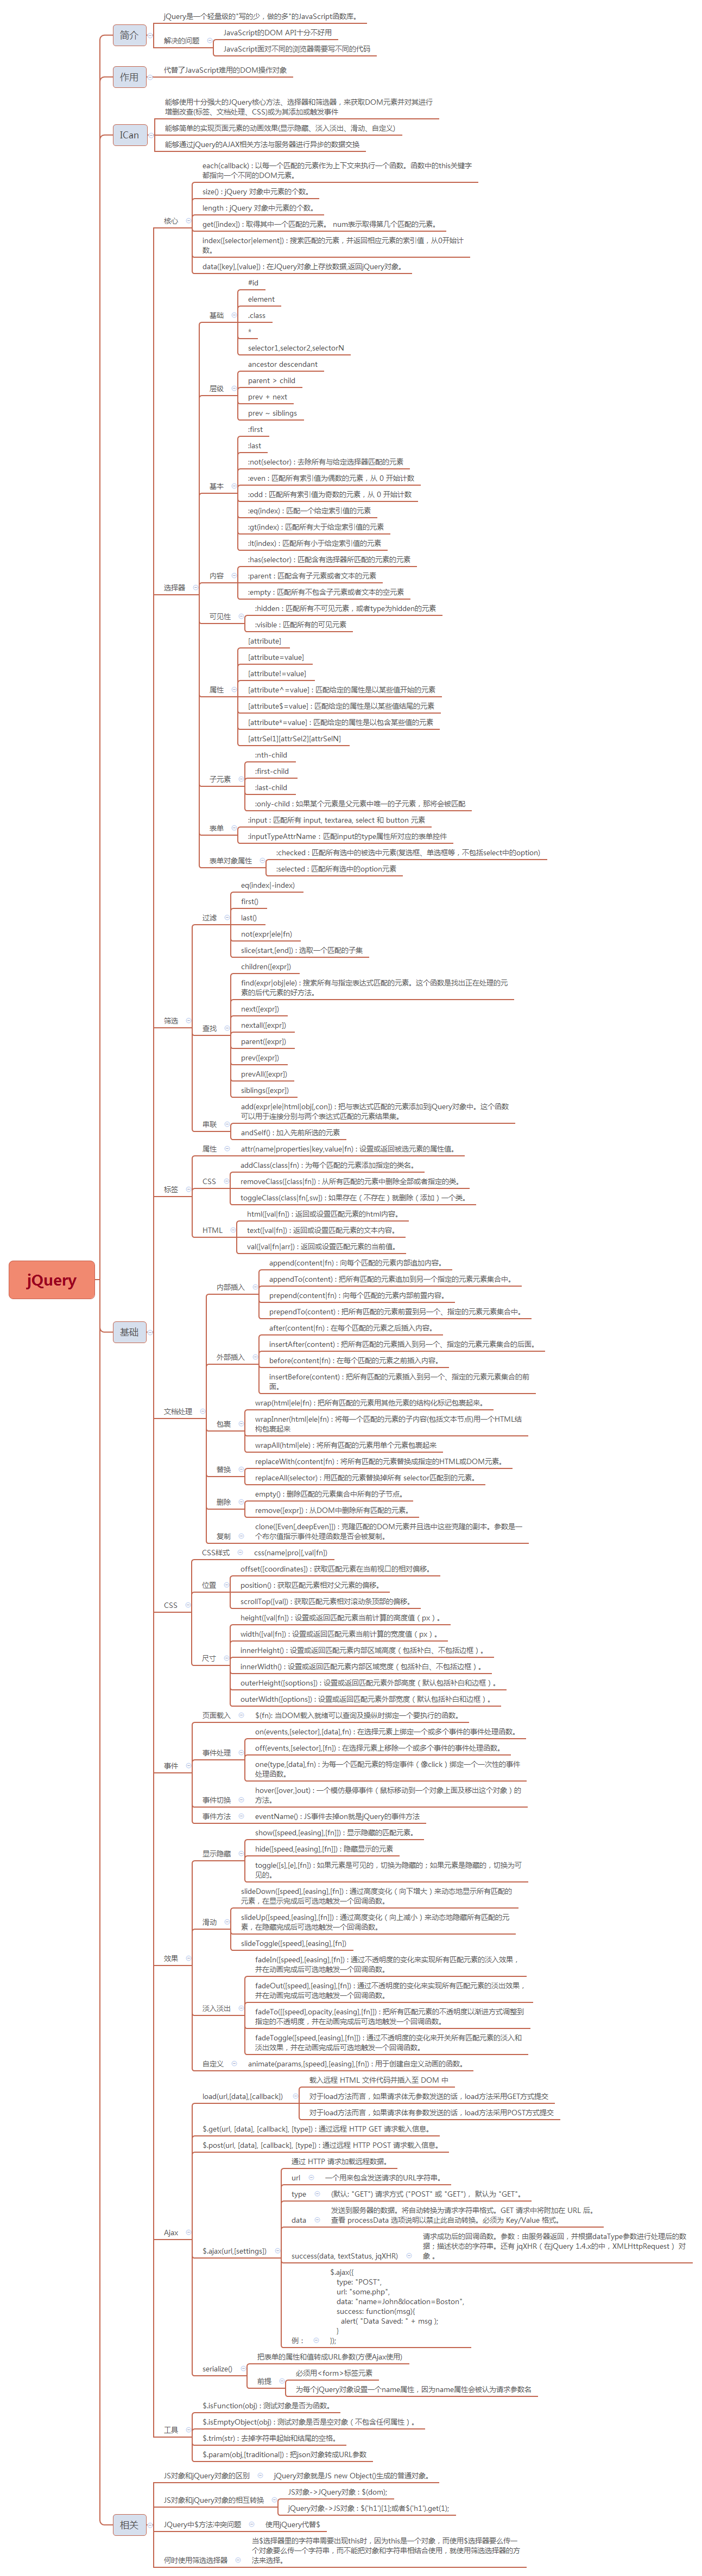 jQuery
简介
jQuery是一个轻量级的"写的少，做的多"的JavaScript函数库。
解决的问题
JavaScript的DOM API十分不好用
JavaScript面对不同的浏览器需要写不同的代码
作用
代替了JavaScript难用的DOM操作对象
ICan
能够使用十分强大的JQuery核心方法、选择器和筛选器，来获取DOM元素并对其进行
增删改查(标签、文档处理、CSS)或为其添加或触发事件
能够简单的实现页面元素的动画效果(显示隐藏、淡入淡出、滑动、自定义)
能够通过jQuery的AJAX相关方法与服务器进行异步的数据交换
基础
核心
each(callback)：以每一个匹配的元素作为上下文来执行一个函数。函数中的this关键字
都指向一个不同的DOM元素。
size()：jQuery 对象中元素的个数。
length：jQuery 对象中元素的个数。
get([index])：取得其中一个匹配的元素。 num表示取得第几个匹配的元素。
index([selector|element])：搜索匹配的元素，并返回相应元素的索引值，从0开始计
数。
data([key],[value])：在JQuery对象上存放数据,返回jQuery对象。
选择器
基础
#id
element
.class
*
selector1,selector2,selectorN
层级
ancestor descendant
parent > child
prev + next
prev ~ siblings
基本
:first
:last
:not(selector)：去除所有与给定选择器匹配的元素
:even：匹配所有索引值为偶数的元素，从 0 开始计数
:odd：匹配所有索引值为奇数的元素，从 0 开始计数
:eq(index)：匹配一个给定索引值的元素
:gt(index)：匹配所有大于给定索引值的元素
:lt(index)：匹配所有小于给定索引值的元素
内容
:has(selector)：匹配含有选择器所匹配的元素的元素
:parent：匹配含有子元素或者文本的元素
:empty：匹配所有不包含子元素或者文本的空元素
可见性
:hidden：匹配所有不可见元素，或者type为hidden的元素
:visible：匹配所有的可见元素
属性
[attribute]
[attribute=value]
[attribute!=value]
[attribute^=value]：匹配给定的属性是以某些值开始的元素
[attribute$=value]：匹配给定的属性是以某些值结尾的元素
[attribute*=value]：匹配给定的属性是以包含某些值的元素
[attrSel1][attrSel2][attrSelN]
子元素
:nth-child
:first-child
:last-child
:only-child：如果某个元素是父元素中唯一的子元素，那将会被匹配
表单
:input：匹配所有 input, textarea, select 和 button 元素
:inputTypeAttrName：匹配input的type属性所对应的表单控件
表单对象属性
:checked：匹配所有选中的被选中元素(复选框、单选框等，不包括select中的option)
:selected：匹配所有选中的option元素
筛选
过滤
eq(index|-index)
first()
last()
not(expr|ele|fn)
slice(start,[end])：选取一个匹配的子集
查找
children([expr])
find(expr|obj|ele)：搜索所有与指定表达式匹配的元素。这个函数是找出正在处理的元
素的后代元素的好方法。
next([expr])
nextall([expr])
parent([expr])
prev([expr])
prevAll([expr])
siblings([expr])
串联
add(expr|ele|html|obj[,con])：把与表达式匹配的元素添加到jQuery对象中。这个函数
可以用于连接分别与两个表达式匹配的元素结果集。
andSelf()：加入先前所选的元素
标签
属性
attr(name|properties|key,value|fn)：设置或返回被选元素的属性值。
CSS
addClass(class|fn)：为每个匹配的元素添加指定的类名。
removeClass([class|fn])：从所有匹配的元素中删除全部或者指定的类。
toggleClass(class|fn[,sw])：如果存在（不存在）就删除（添加）一个类。
HTML
html([val|fn])：返回或设置匹配元素的html内容。
text([val|fn])：返回或设置匹配元素的文本内容。
val([val|fn|arr])：返回或设置匹配元素的当前值。
文档处理
内部插入
append(content|fn)：向每个匹配的元素内部追加内容。
appendTo(content)：把所有匹配的元素追加到另一个指定的元素元素集合中。
prepend(content|fn)：向每个匹配的元素内部前置内容。
prependTo(content)：把所有匹配的元素前置到另一个、指定的元素元素集合中。
外部插入
after(content|fn)：在每个匹配的元素之后插入内容。
insertAfter(content)：把所有匹配的元素插入到另一个、指定的元素元素集合的后面。
before(content|fn)：在每个匹配的元素之前插入内容。
insertBefore(content)：把所有匹配的元素插入到另一个、指定的元素元素集合的前
面。
包裹
wrap(html|ele|fn)：把所有匹配的元素用其他元素的结构化标记包裹起来。
wrapInner(html|ele|fn)：将每一个匹配的元素的子内容(包括文本节点)用一个HTML结
构包裹起来
wrapAll(html|ele)：将所有匹配的元素用单个元素包裹起来
替换
replaceWith(content|fn)：将所有匹配的元素替换成指定的HTML或DOM元素。
replaceAll(selector)：用匹配的元素替换掉所有 selector匹配到的元素。
删除
empty()：删除匹配的元素集合中所有的子节点。
remove([expr])：从DOM中删除所有匹配的元素。
复制
clone([Even[,deepEven]])：克隆匹配的DOM元素并且选中这些克隆的副本。参数是一
个布尔值指示事件处理函数是否会被复制。
CSS
CSS样式
css(name|pro|[,val|fn])
位置
offset([coordinates])：获取匹配元素在当前视口的相对偏移。
position()：获取匹配元素相对父元素的偏移。
scrollTop([val])：获取匹配元素相对滚动条顶部的偏移。
尺寸
height([val|fn])：设置或返回匹配元素当前计算的高度值（px）。
width([val|fn])：设置或返回匹配元素当前计算的宽度值（px）。
innerHeight()：设置或返回匹配元素内部区域高度（包括补白、不包括边框）。
innerWidth()：设置或返回匹配元素内部区域宽度（包括补白、不包括边框）。
outerHeight([soptions])：设置或返回匹配元素外部高度（默认包括补白和边框）。
outerWidth([options])：设置或返回匹配元素外部宽度（默认包括补白和边框）。
事件
页面载入
$(fn): 当DOM载入就绪可以查询及操纵时绑定一个要执行的函数。
事件处理
on(events,[selector],[data],fn)：在选择元素上绑定一个或多个事件的事件处理函数。
off(events,[selector],[fn])：在选择元素上移除一个或多个事件的事件处理函数。
one(type,[data],fn)：为每一个匹配元素的特定事件（像click）绑定一个一次性的事件
处理函数。
事件切换
hover([over,]out)：一个模仿悬停事件（鼠标移动到一个对象上面及移出这个对象）的
方法。
事件方法
eventName()：JS事件去掉on就是jQuery的事件方法
效果
显示隐藏
show([speed,[easing],[fn]])：显示隐藏的匹配元素。
hide([speed,[easing],[fn]])：隐藏显示的元素
toggle([s],[e],[fn])：如果元素是可见的，切换为隐藏的；如果元素是隐藏的，切换为可
见的。
滑动
slideDown([speed],[easing],[fn])：通过高度变化（向下增大）来动态地显示所有匹配的
元素，在显示完成后可选地触发一个回调函数。
slideUp([speed,[easing],[fn]])：通过高度变化（向上减小）来动态地隐藏所有匹配的元
素，在隐藏完成后可选地触发一个回调函数。
slideToggle([speed],[easing],[fn])
淡入淡出
fadeIn([speed],[easing],[fn])：通过不透明度的变化来实现所有匹配元素的淡入效果，
并在动画完成后可选地触发一个回调函数。
fadeOut([speed],[easing],[fn])：通过不透明度的变化来实现所有匹配元素的淡出效果，
并在动画完成后可选地触发一个回调函数。
fadeTo([[speed],opacity,[easing],[fn]])：把所有匹配元素的不透明度以渐进方式调整到
指定的不透明度，并在动画完成后可选地触发一个回调函数。
fadeToggle([speed,[easing],[fn]])：通过不透明度的变化来开关所有匹配元素的淡入和
淡出效果，并在动画完成后可选地触发一个回调函数。
自定义
animate(params,[speed],[easing],[fn])：用于创建自定义动画的函数。
Ajax
load(url,[data],[callback])
载入远程 HTML 文件代码并插入至 DOM 中
对于load方法而言，如果请求体无参数发送的话，load方法采用GET方式提交
对于load方法而言，如果请求体有参数发送的话，load方法采用POST方式提交
$.get(url, [data], [callback], [type])：通过远程 HTTP GET 请求载入信息。
$.post(url, [data], [callback], [type])：通过远程 HTTP POST 请求载入信息。
$.ajax(url,[settings])
通过 HTTP 请求加载远程数据。
url
一个用来包含发送请求的URL字符串。
type
(默认: "GET") 请求方式 ("POST" 或 "GET")， 默认为 "GET"。
data
发送到服务器的数据。将自动转换为请求字符串格式。GET 请求中将附加在 URL 后。
查看 processData 选项说明以禁止此自动转换。必须为 Key/Value 格式。
success(data, textStatus, jqXHR)
请求成功后的回调函数。参数：由服务器返回，并根据dataType参数进行处理后的数
据；描述状态的字符串。还有 jqXHR（在jQuery 1.4.x的中，XMLHttpRequest） 对
象 。
例：
$.ajax({
type: "POST",
url: "some.php",
data: "name=John&location=Boston",
success: function(msg){
alert( "Data Saved: " + msg );
}
});
serialize()
把表单的属性和值转成URL参数(方便Ajax使用)
前提
必须用<form>标签元素
为每个jQuery对象设置一个name属性，因为name属性会被认为请求参数名
工具
$.isFunction(obj)：测试对象是否为函数。
$.isEmptyObject(obj)：测试对象是否是空对象（不包含任何属性）。
$.trim(str)：去掉字符串起始和结尾的空格。
$.param(obj,[traditional])：把json对象转成URL参数
相关
JS对象和jQuery对象的区别
jQuery对象就是JS new Object()生成的普通对象。
JS对象和jQuery对象的相互转换
JS对象->JQuery对象：$(dom);
jQuery对象->JS对象：$('h1')[1];或者$('h1').get(1);
JQuery中$方法冲突问题
使用jQuery代替$
何时使用筛选选择器
当$选择器里的字符串需要出现this时，因为this是一个对象，而使用$选择器要么传一
个对象要么传一个字符串，而不能把对象和字符串相结合使用，就使用筛选选择器的方
法来选择。